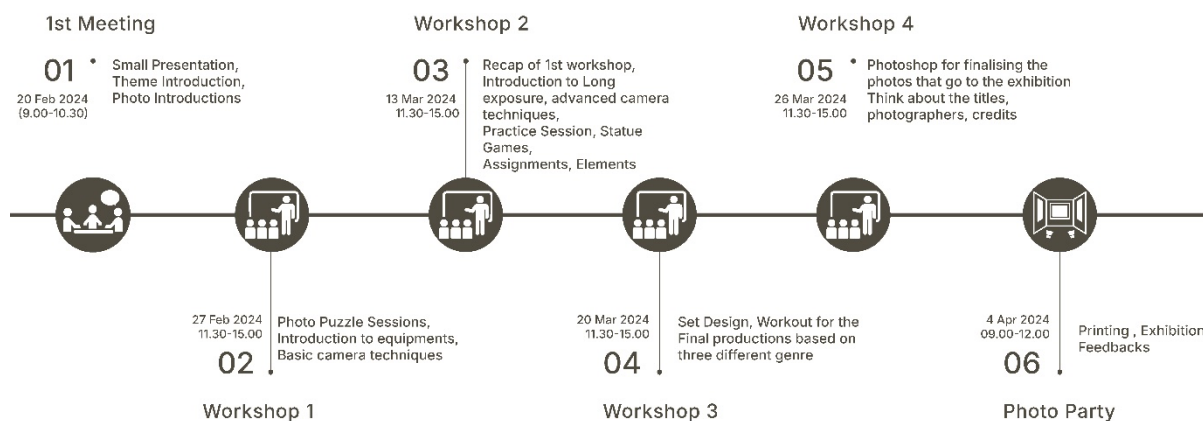 1st Meeting
01
20 Feb 2024
(9.00-10.30)
Small Presentation,
Theme Introduction,
Photo Introductions
27 Feb 2024
11.30-15.00
02
Photo Puzzle Sessions,
Introduction to equipments,
Basic camera techniques
Workshop 1
Workshop 2
03
13 Mar 2024
11.30-15.00
Recap of 1st workshop,
Introduction to Long
exposure, advanced camera
techniques,
Practice Session, Statue
Games,
Assignments, Elements
20 Mar 2024
11.30-15.00
04
Set Design, Workout for the
Final productions based on
three different genre
Workshop 3
Workshop 4
05
26 Mar 2024
11.30-15.00
Photoshop for finalising the
photos that go to the exhibition
Think about the titles,
photographers, credits
4 Apr 2024
09.00-12.00
06
Printing , Exhibition
Feedbacks
Photo Party